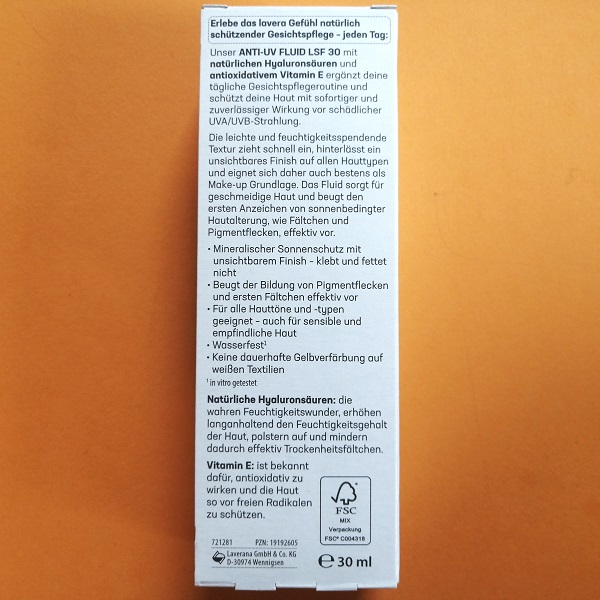 Erlebe das lavera Gefühl natürlich
schützender Gesichtspflege – jeden Tag:
Unser ANTI-UV FLUID LSF 30 mit
natürlichen Hyaluronsäuren und
antioxidativem Vitamin E ergänzt deine
tägliche Gesichtspflegeroutine und
schützt deine Haut mit sofortiger und
zuverlässiger Wirkung vor schädlicher
UVA/UVB-Strahlung.
Die leichte und feuchtigkeitsspendende
Textur zieht schnell ein, hinterlässt ein
unsichtbares Finish auf allen Hauttypen
und eignet sich daher auch bestens als
Make-up Grundlage. Das Fluid sorgt für
geschmeidige Haut und beugt den
ersten Anzeichen von sonnenbedingter
Hautalterung, wie Fältchen und
Pigmentflecken, effektiv vor.
• Mineralischer Sonnenschutz mit
unsichtbarem Finish – klebt und fettet
nicht
• Beugt der Bildung von Pigmentflecken
und ersten Fältchen effektiv vor
• Für alle Hauttöne und -typen
geeignet – auch für sensible und
empfindliche Haut
• Wasserfest¹
• Keine dauerhafte Gelbverfärbung auf
weißen Textilien
¹ in vitro getestet
Natürliche Hyaluronsäuren: die
wahren Feuchtigkeitswunder, erhöhen
langanhaltend den Feuchtigkeitsgehalt
der Haut, polstern auf und mindern
dadurch effektiv Trockenheitsfältchen.
Vitamin E: ist bekannt
dafür, antioxidativ zu
wirken und die Haut
so vor freien Radikalen
zu schützen.
FSC
MIX
Verpackung
FSC® C004318
721281 PZN: 19192605
Laverana GmbH & Co. KG
D-30974 Wennigsen
℮ 30 ml